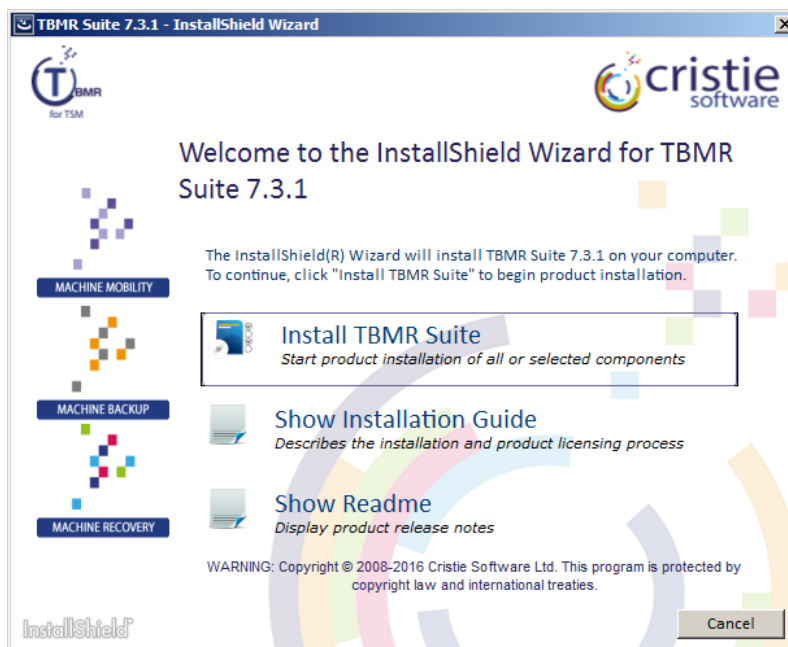 TBMR Suite 7.3.1 - InstallShield Wizard
TBMR
for TSM
cristie
software
Welcome to the InstallShield Wizard for TBMR
Suite 7.3.1
The InstallShield(R) Wizard will install TBMR Suite 7.3.1 on your computer.
To continue, click "Install TBMR Suite" to begin product installation.
MACHINE MOBILITY
Install TBMR Suite
Start product installation of all or selected components
MACHINE BACKUP
Show Installation Guide
Describes the installation and product licensing process
Show Readme
Display product release notes
MACHINE RECOVERY
WARNING: Copyright © 2008-2016 Cristie Software Ltd. This program is protected by
copyright law and international treaties.
InstallShield®
Cancel